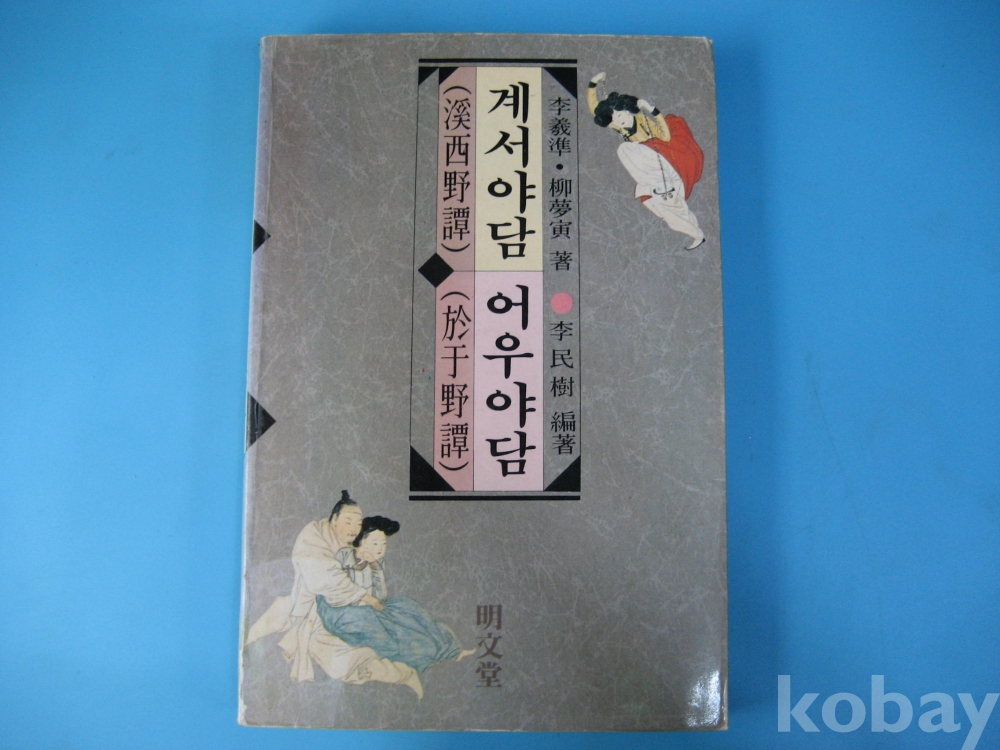 李羲準·柳夢寅 著 ● 李民樹 編著
계서야담 어우야담
(溪西野譚) ◆ (於于野譚)
明文堂
kobay